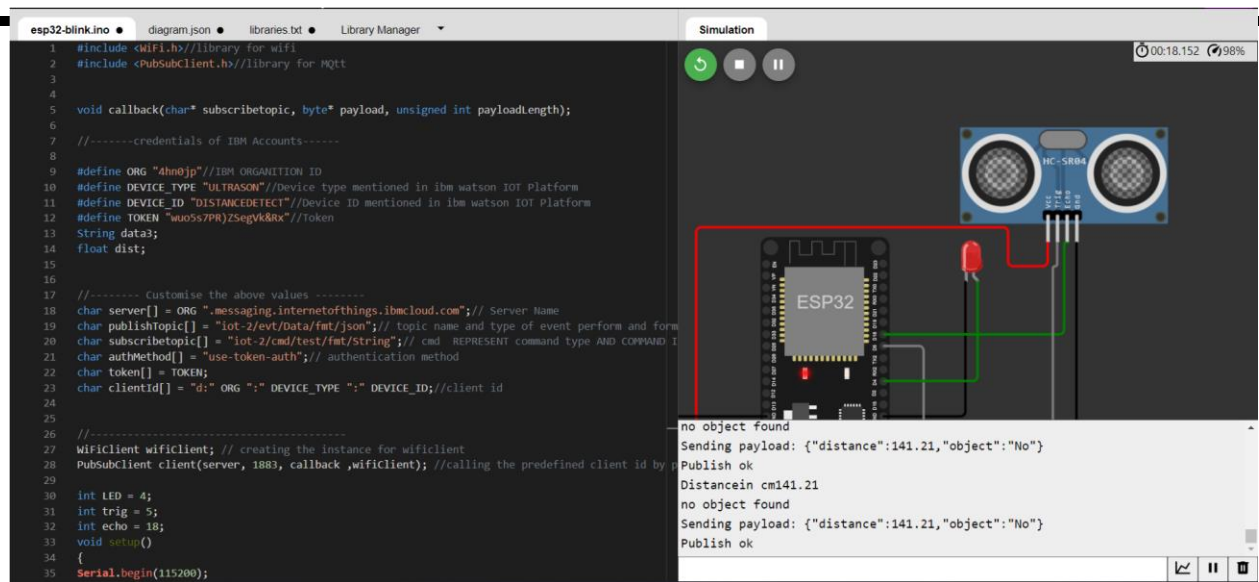 esp32-blink.ino ● diagram.json ● libraries.txt ● Library Manager ▼
1 #include <WiFi.h>//library for wifi
2 #include <PubSubClient.h>//library for MQtt
3
4
5 void callback(char* subscribetopic, byte* payload, unsigned int payloadLength);
6
7 //-------credentials of IBM Accounts------
8
9 #define ORG "4hn0jp"//IBM ORGANITION ID
10 #define DEVICE_TYPE "ULTRASON"//Device type mentioned in ibm watson IOT Platform
11 #define DEVICE_ID "DISTANCEDETECT"//Device ID mentioned in ibm watson IOT Platform
12 #define TOKEN "wuo5s7PR)ZSegVk&Rx"//Token
13 String data3;
14 float dist;
15
16
17 //-------- Customise the above values --------
18 char server[] = ORG ".messaging.internetofthings.ibmcloud.com";// Server Name
19 char publishTopic[] = "iot-2/evt/Data/fmt/json";// topic name and type of event perform and form
20 char subscribetopic[] = "iot-2/cmd/test/fmt/String";// cmd REPRESENT command type AND COMMAND I
21 char authMethod[] = "use-token-auth";// authentication method
22 char token[] = TOKEN;
23 char clientId[] = "d:" ORG ":" DEVICE_TYPE ":" DEVICE_ID;//client id
24
25
26 //-----------------------------------------
27 WiFiClient wifiClient; // creating the instance for wificlient
28 PubSubClient client(server, 1883, callback ,wifiClient); //calling the predefined client id by p
29
30 int LED = 4;
31 int trig = 5;
32 int echo = 18;
33 void setup()
34 {
35 Serial.begin(115200);
Simulation
00:18.152 98%
HC-SR04
Vcc
Trig
Echo
Gnd
ESP32
no object found
Sending payload: {"distance":141.21,"object":"No"}
Publish ok
Distancein cm141.21
no object found
Sending payload: {"distance":141.21,"object":"No"}
Publish ok